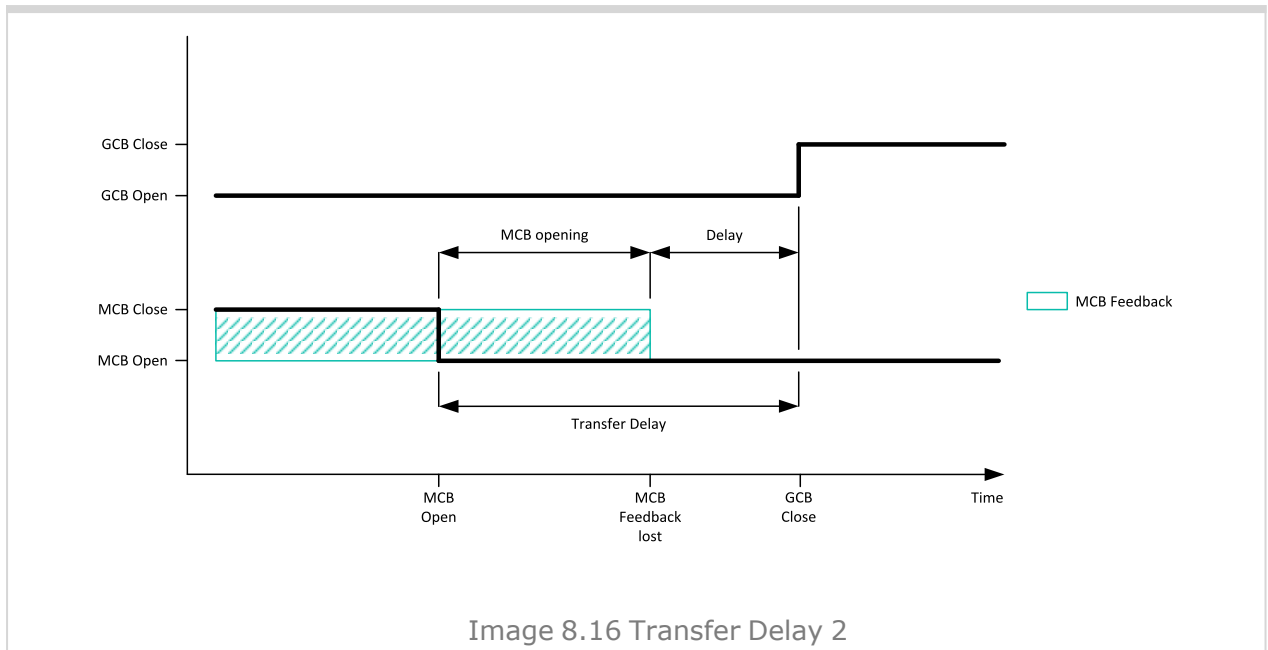 GCB Close
GCB Open
MCB opening
Delay
MCB Close
MCB Feedback
MCB Open
Transfer Delay
MCB
Open
MCB
Feedback
lost
GCB
Close
Time
Image 8.16 Transfer Delay 2